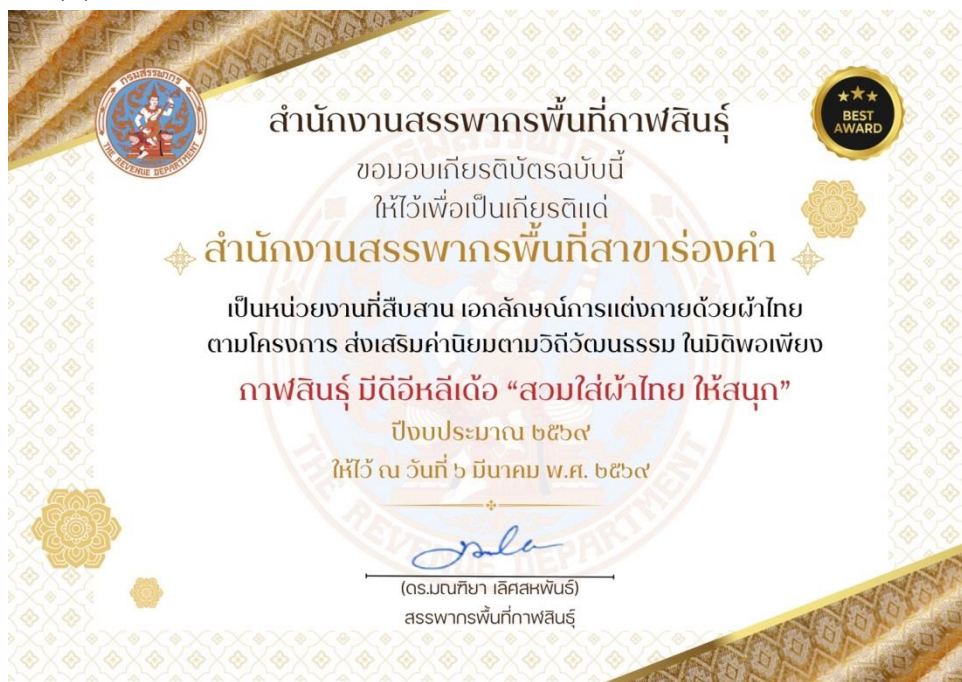 กรมสรรพากร
THE REVENUE DEPARTMENT
BEST
AWARD
สำนักงานสรรพากรพื้นที่กาฬสินธุ์
ขอมอบเกียรติบัตรฉบับนี้
ให้ไว้เพื่อเป็นเกียรติแด่
สำนักงานสรรพากรพื้นที่สาขาร่องคำ
เป็นหน่วยงานที่สืบสาน เอกลักษณ์การแต่งกายด้วยผ้าไทย
ตามโครงการ ส่งเสริมค่านิยมตามวิถีวัฒนธรรม ในมิติพอเพียง
กาฬสินธุ์ มีดีอีหลีเด้อ “สวมใส่ผ้าไทย ให้สนุก”
ปีงบประมาณ ๒๕๖๙
ให้ไว้ ณ วันที่ ๖ มีนาคม พ.ศ. ๒๕๖๙
กรมสรรพากร
THE REVENUE DEPARTMENT
(ดร.มณฑิยา เลิศสหพันธ์)
สรรพากรพื้นที่กาฬสินธุ์